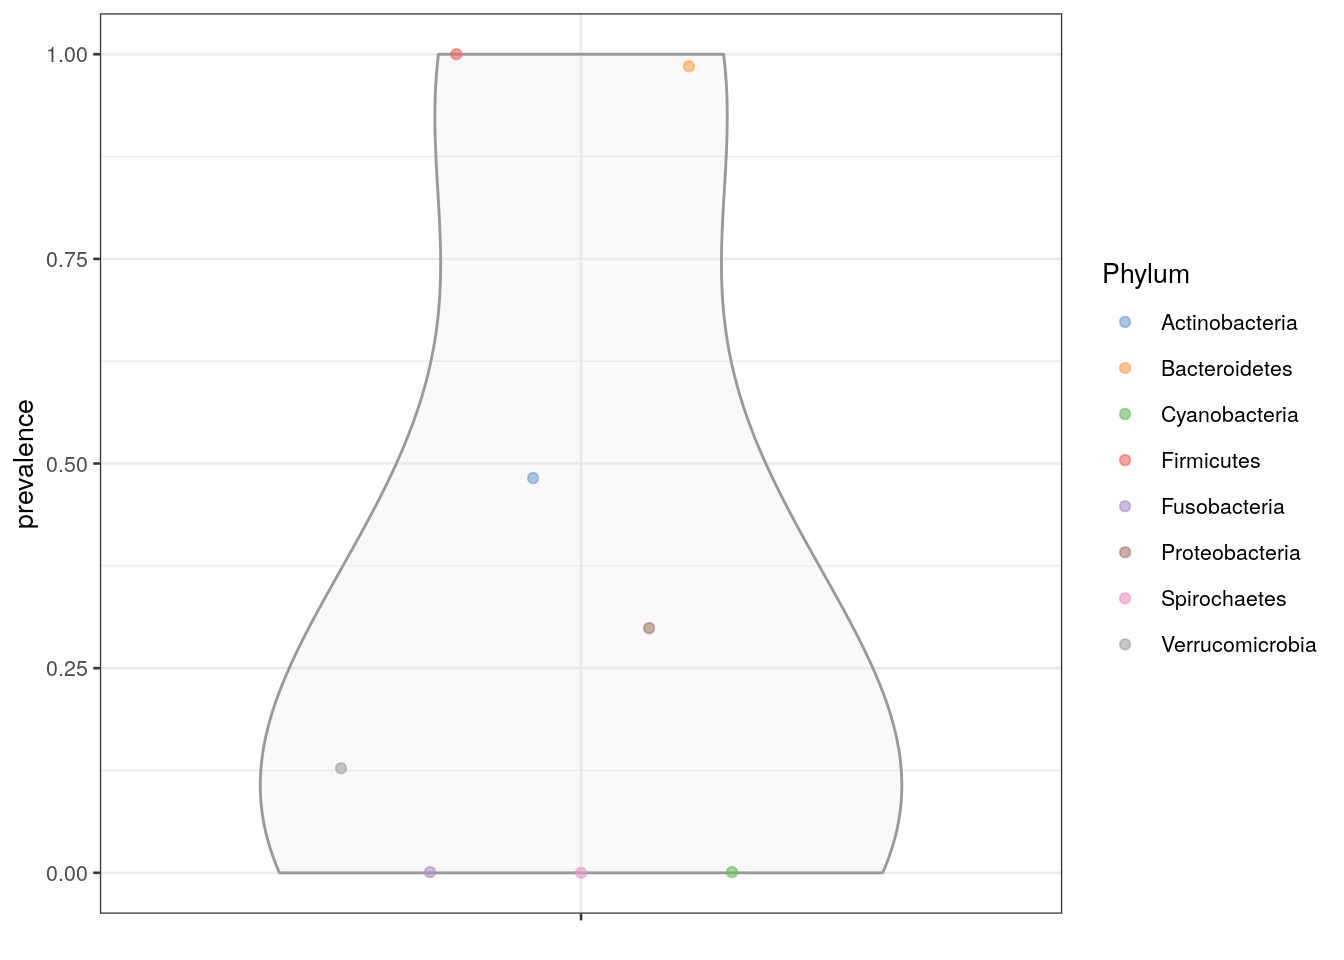 1.00
0.75
0.50
0.25
0.00
prevalence
Phylum
Actinobacteria
Bacteroidetes
Cyanobacteria
Firmicutes
Fusobacteria
Proteobacteria
Spirochaetes
Verrucomicrobia